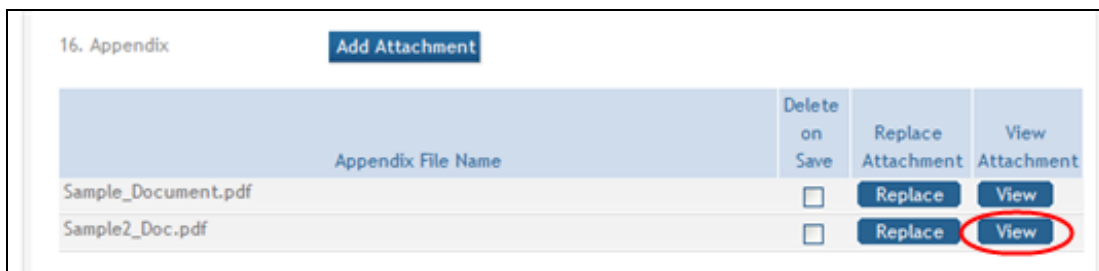 16. Appendix Add Attachment
Delete
on Replace View
Appendix File Name Save Attachment Attachment
Sample_Document.pdf Replace View
Sample2_Doc.pdf Replace View